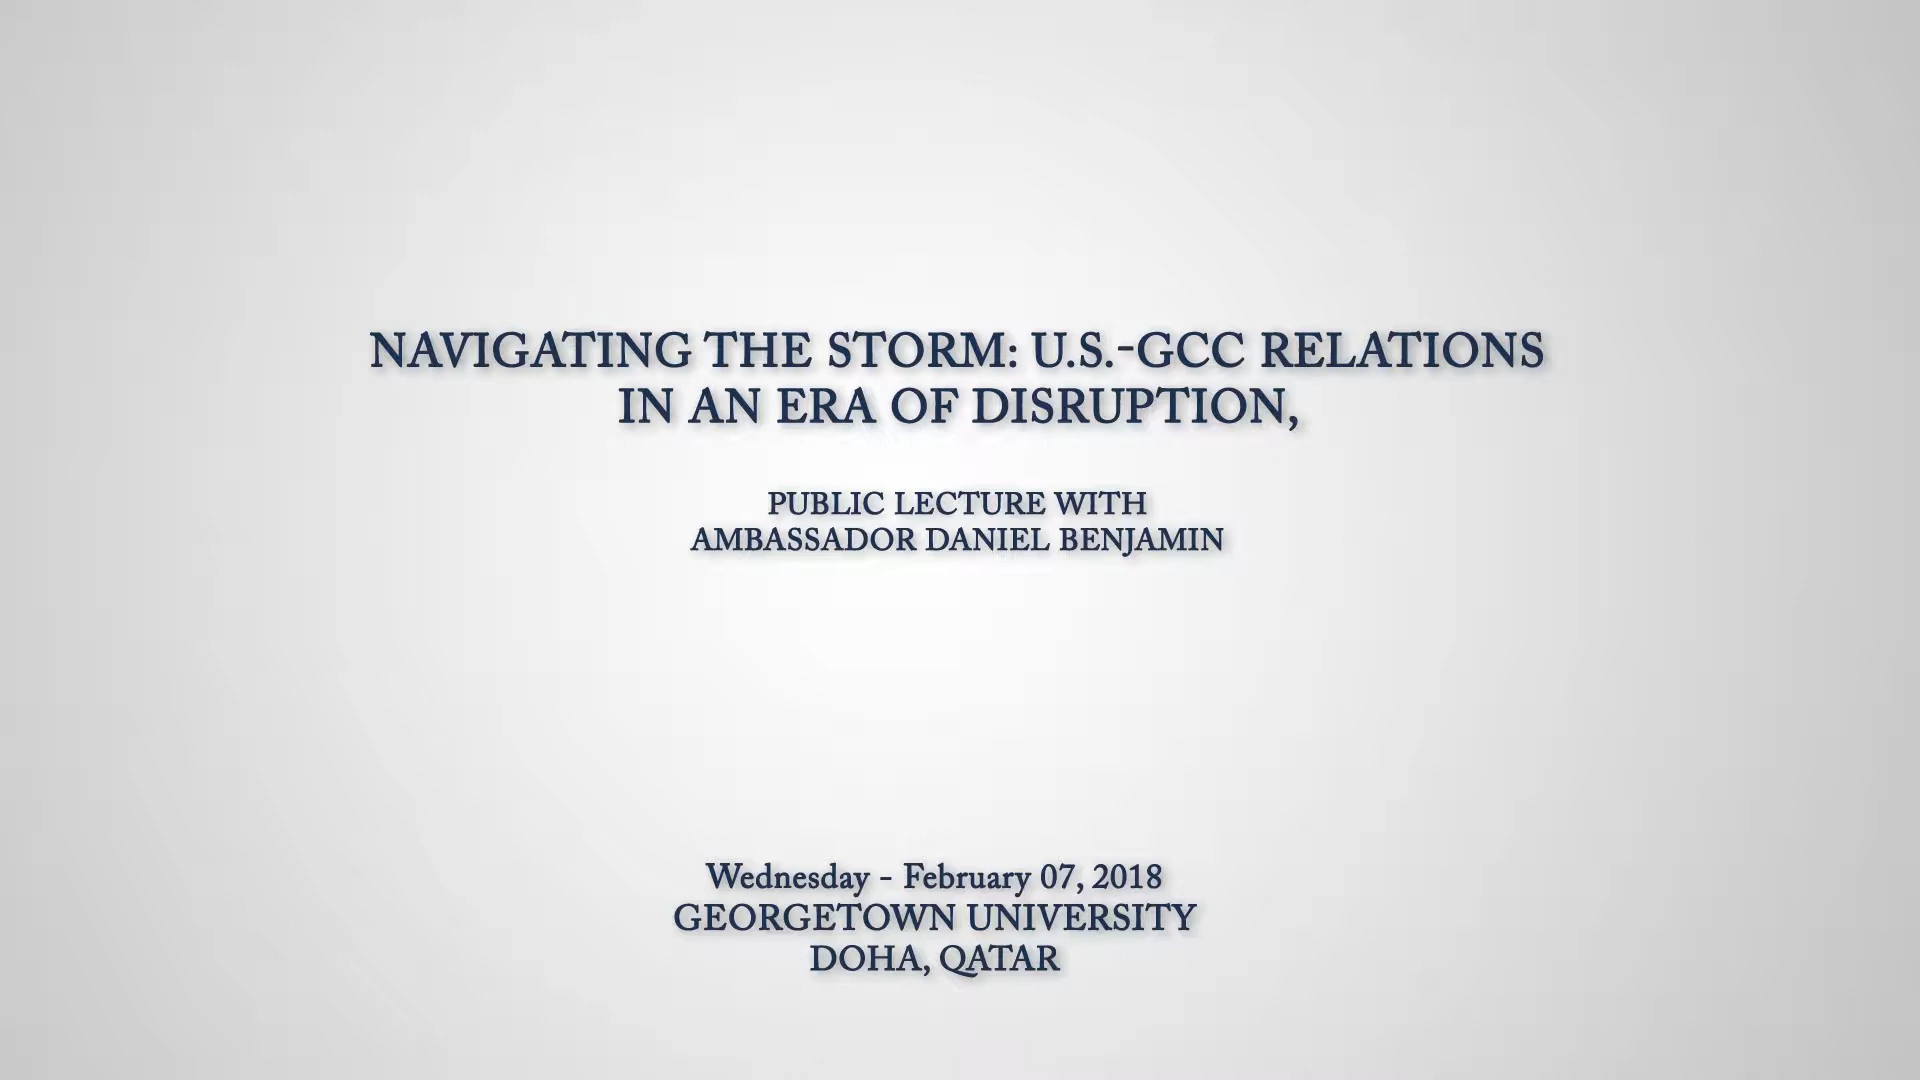 NAVIGATING THE STORM: U.S.-GCC RELATIONS
IN AN ERA OF DISRUPTION,
PUBLIC LECTURE WITH
AMBASSADOR DANIEL BENJAMIN
Wednesday - February 07, 2018
GEORGETOWN UNIVERSITY
DOHA, QATAR